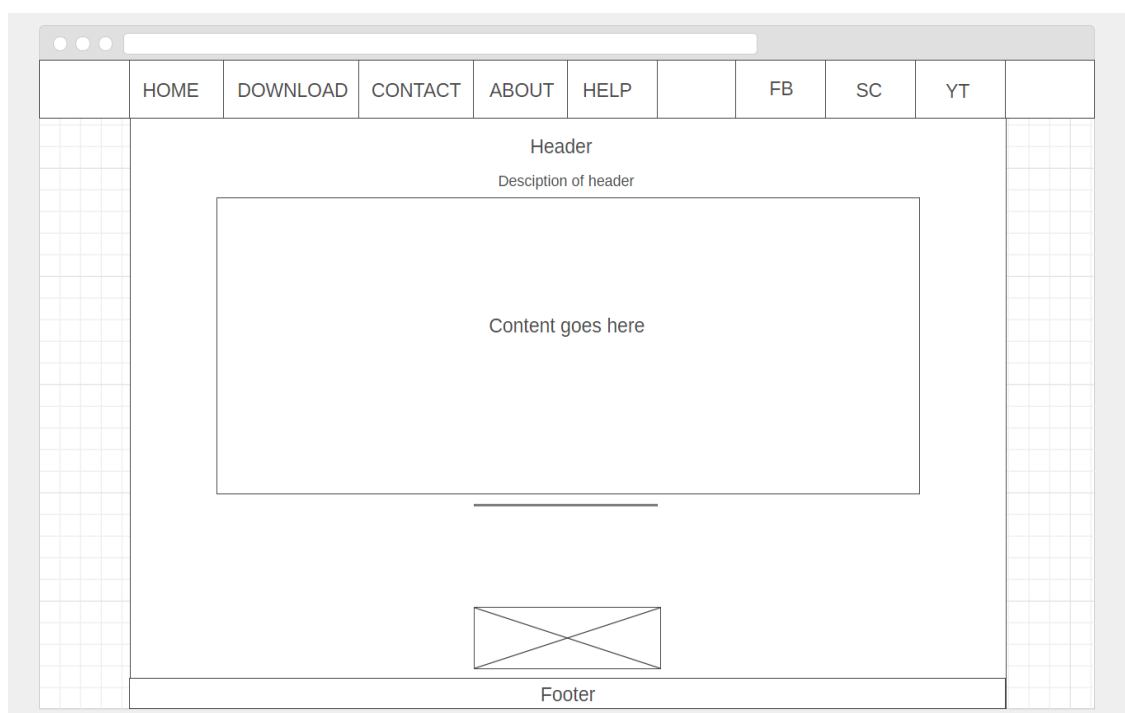 HOME DOWNLOAD CONTACT ABOUT HELP FB SC YT
Header
Desciption of header
Content goes here
Footer